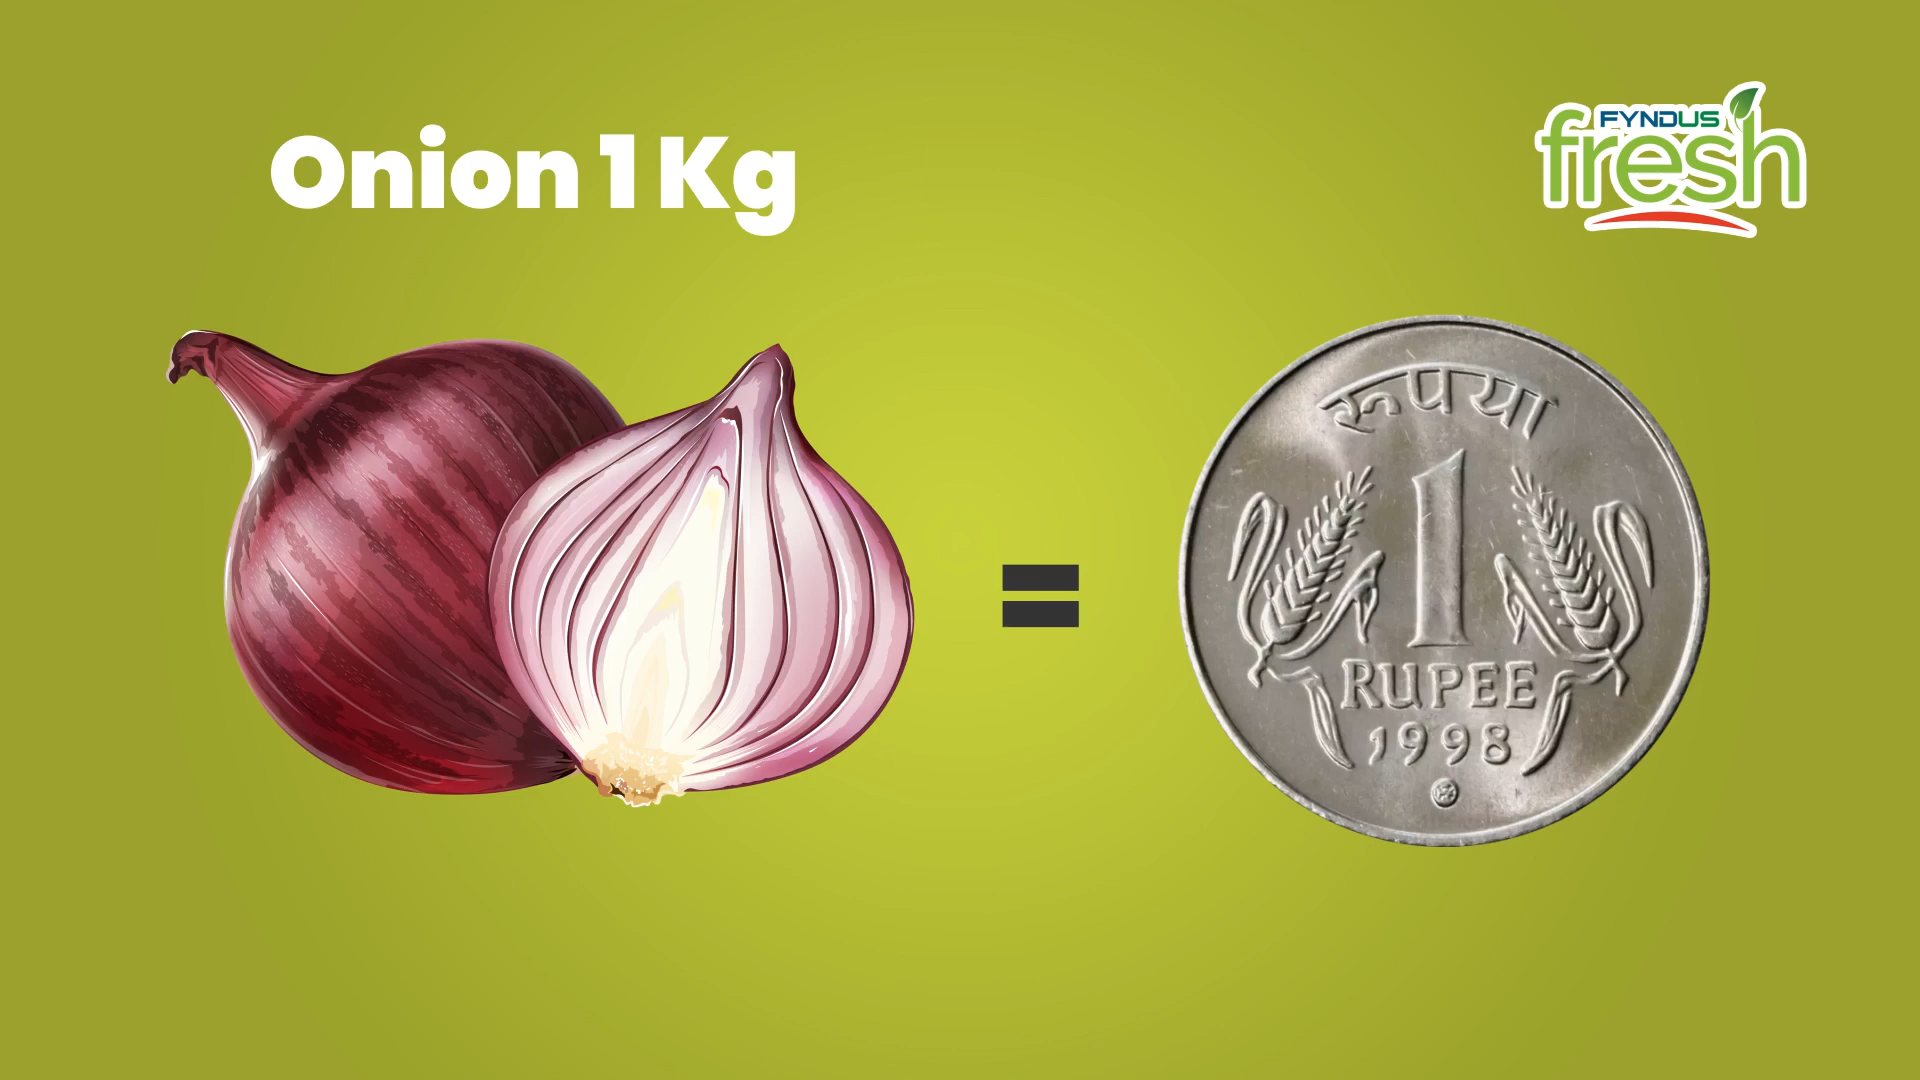 Onion 1 Kg
FYNDUS
fresh
रूपया
1
RUPEE
1998